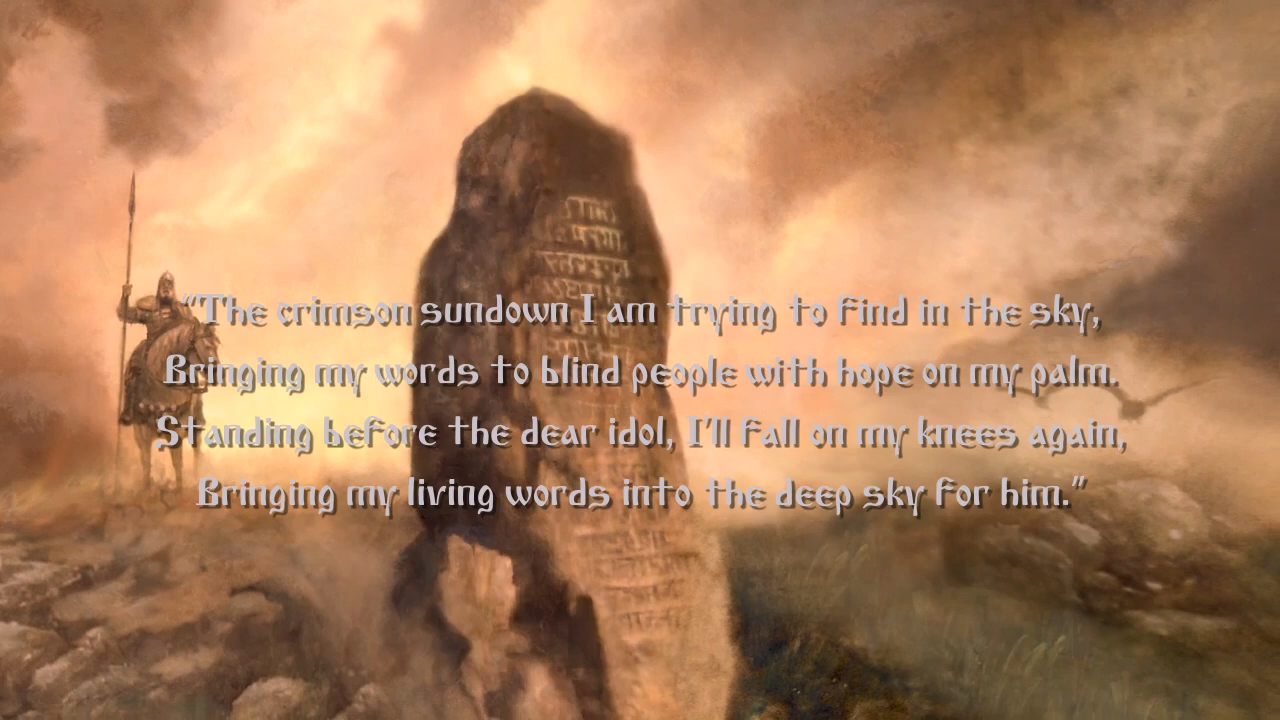 "The crimson sundown I am trying to find in the sky,
Bringing my words to blind people with hope on my palm.
Standing before the dear idol, I'll fall on my knees again,
Bringing my living words into the deep sky for him."